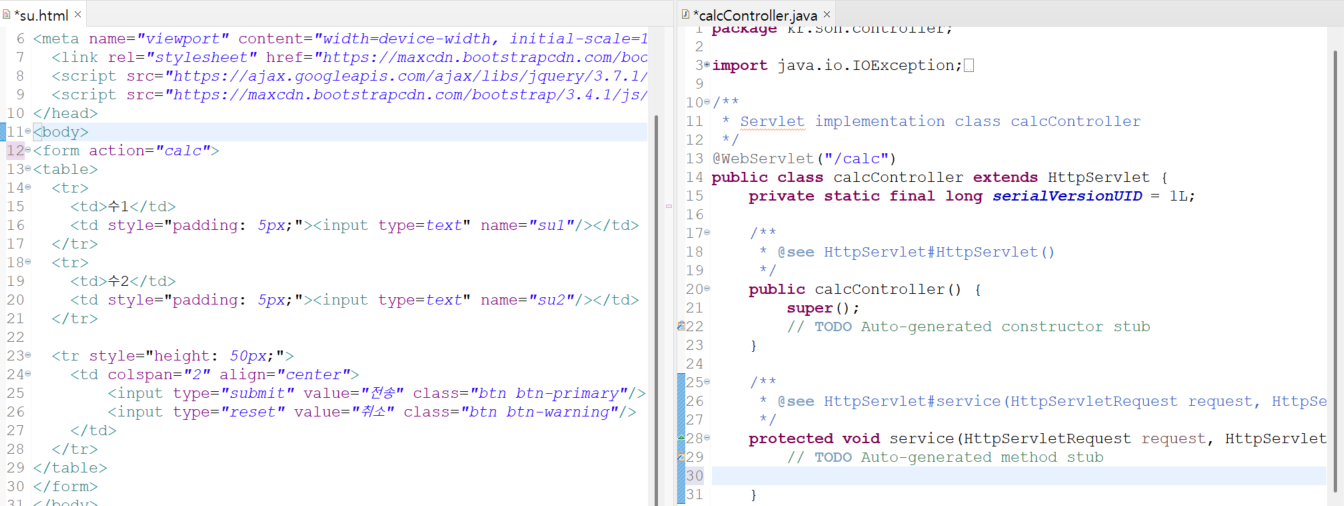 *su.html
6 <meta name="viewport" content="width=device-width, initial-scale=1
7 <link rel="stylesheet" href="https://maxcdn.bootstrapcdn.com/boo
8 <script src="https://ajax.googleapis.com/ajax/libs/jquery/3.7.1/
9 <script src="https://maxcdn.bootstrapcdn.com/bootstrap/3.4.1/js/
10 </head>
11 <body>
12 <form action="calc">
13 <table>
14 <tr>
15 <td>수1</td>
16 <td style="padding: 5px;"><input type=text" name="su1"/></td>
17 </tr>
18 <tr>
19 <td>수2</td>
20 <td style="padding: 5px;"><input type=text" name="su2"/></td>
21 </tr>
22
23 <tr style="height: 50px;">
24 <td colspan="2" align="center">
25 <input type="submit" value="전송" class="btn btn-primary"/>
26 <input type="reset" value="취소" class="btn btn-warning"/>
27 </td>
28 </tr>
29 </table>
30 </form>
31 </body>
*calcController.java
1 package kr.soh.controller;
2
3 import java.io.IOException;
9
10 /**
11 * Servlet implementation class calcController
12 */
13 @WebServlet("/calc")
14 public class calcController extends HttpServlet {
15 private static final long serialVersionUID = 1L;
16
17 /**
18 * @see HttpServlet#HttpServlet()
19 */
20 public calcController() {
21 super();
22 // TODO Auto-generated constructor stub
23 }
24
25 /**
26 * @see HttpServlet#service(HttpServletRequest request, HttpSe
27 */
28 protected void service(HttpServletRequest request, HttpServlet
29 // TODO Auto-generated method stub
30
31 }